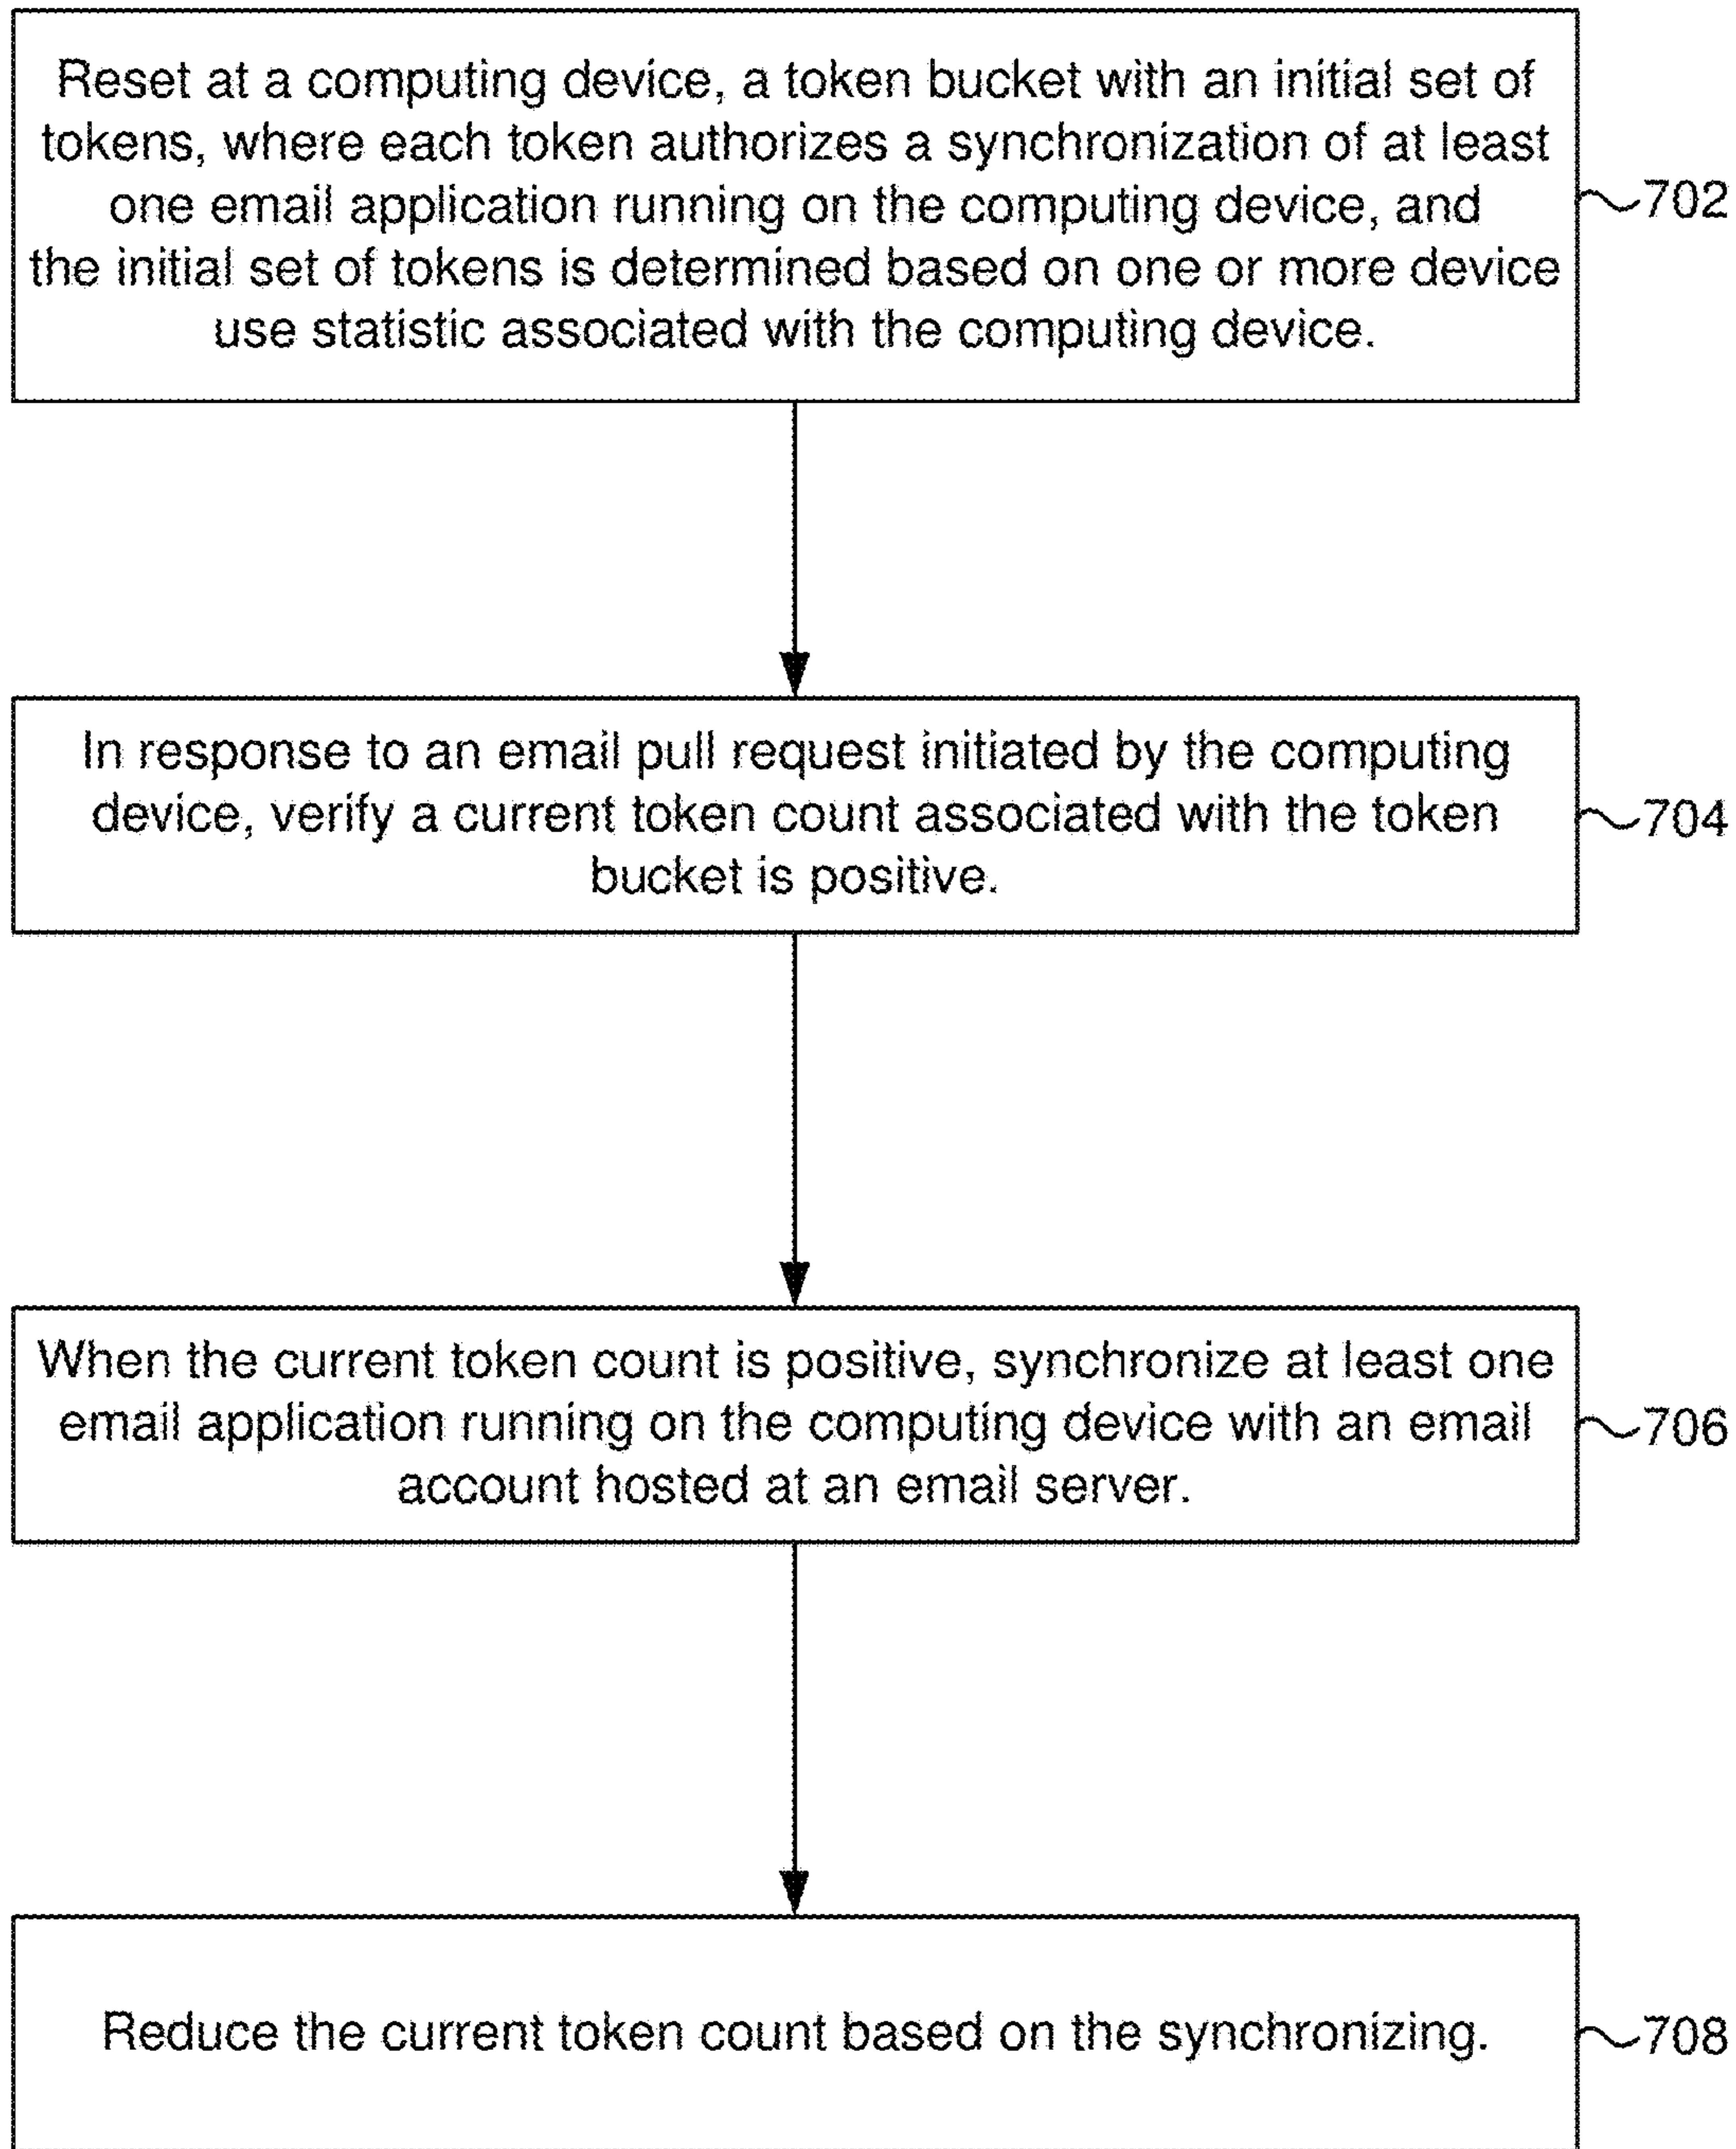 Reset at a computing device, a token bucket with an initial set of
tokens, where each token authorizes a synchronization of at least
one email application running on the computing device, and
the initial set of tokens is determined based on one or more device
use statistic associated with the computing device.
702
In response to an email pull request initiated by the computing
device, verify a current token count associated with the token
bucket is positive.
704
When the current token count is positive, synchronize at least one
email application running on the computing device with an email
account hosted at an email server.
706
Reduce the current token count based on the synchronizing.
708